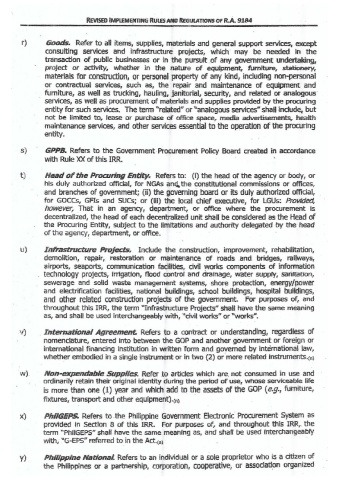 REVISED IMPLEMENTING RULES AND REGULATIONS OF R.A. 9184
r) Goods. Refer to all items, supplies, materials and general support services, except
consulting services and infrastructure projects, which may be needed in the
transaction of public businesses or in the pursuit of any government undertaking,
project or activity, whether in the nature of equipment, furniture, stationery,
materials for construction, or personal property of any kind, including non-personal
or contractual services, such as, the repair and maintenance of equipment and
furniture, as well as trucking, hauling, janitorial, security, and related or analogous
services, as well as procurement of materials and supplies provided by the procuring
entity for such services. The term "related" or "analogous services" shall include, but
not be limited to, lease or purchase of office space, media advertisements, health
maintenance services, and other services essential to the operation of the procuring
entity.
s) GPPB. Refers to the Government Procurement Policy Board created in accordance
with Rule XX of this IRR.
t) Head of the Procuring Entity. Refers to: (i) the head of the agency or body, or
his duly authorized official, for NGAs and the constitutional commissions or offices,
and branches of government; (ii) the governing board or its duly authorized official,
for GOCCs, GFIs and SUCs; or (iii) the local chief executive, for LGUs: Provided,
however, That in an agency, department, or office where the procurement is
decentralized, the head of each decentralized unit shall be considered as the Head of
the Procuring Entity, subject to the limitations and authority delegated by the head
of the agency, department, or office.
u) Infrastructure Projects. Include the construction, improvement, rehabilitation,
demolition, repair, restoration or maintenance of roads and bridges, railways,
airports, seaports, communication facilities, civil works components of information
technology projects, irrigation, flood control and drainage, water supply, sanitation,
sewerage and solid waste management systems, shore protection, energy/power
and electrification facilities, national buildings, school buildings, hospital buildings,
and other related construction projects of the government. For purposes of, and
throughout this IRR, the term "Infrastructure Projects" shall have the same meaning
as, and shall be used interchangeably with, "civil works" or "works".
v) International Agreement. Refers to a contract or understanding, regardless of
nomenclature, entered into between the GOP and another government or foreign or
international financing institution in written form and governed by international law,
whether embodied in a single instrument or in two (2) or more related instruments.
w) Non-expendable Supplies. Refer to articles which are not consumed in use and
ordinarily retain their original identity during the period of use, whose serviceable life
is more than one (1) year and which add to the assets of the GOP (e.g., furniture,
fixtures, transport and other equipment).
x) PhilGEPS. Refers to the Philippine Government Electronic Procurement System as
provided in Section 8 of this IRR. For purposes of, and throughout this IRR, the
term "PhilGEPS" shall have the same meaning as, and shall be used interchangeably
with, "G-EPS" referred to in the Act.
y) Philippine National. Refers to an individual or a sole proprietor who is a citizen of
the Philippines or a partnership, corporation, cooperative, or association organized